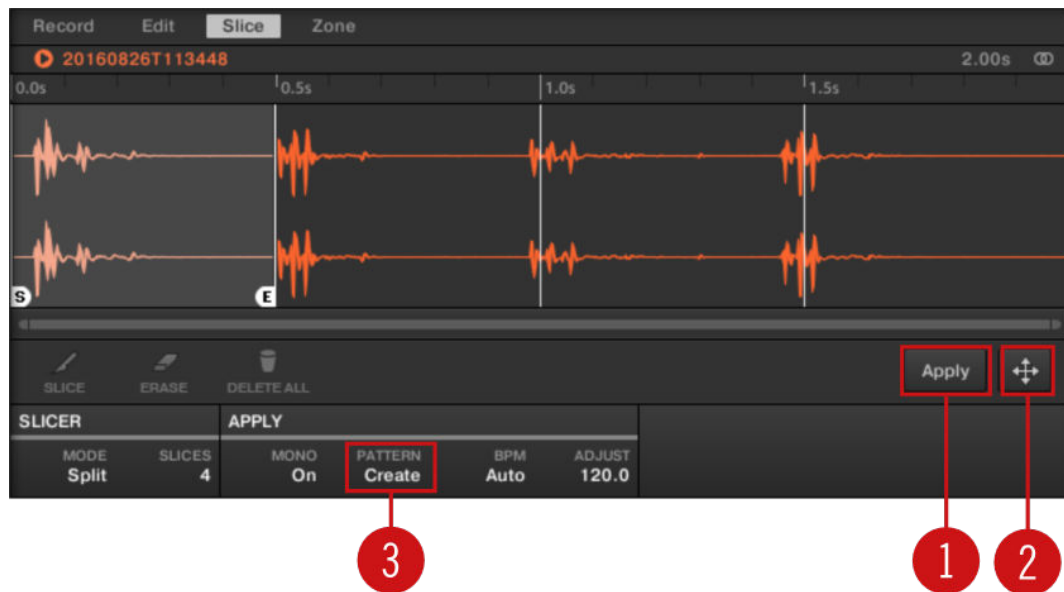 Record Edit Slice Zone
20160826T113448 2.00s
0.0s 0.5s 1.0s 1.5s
S E
SLICE ERASE DELETE ALL Apply
SLICER APPLY
MODE SLICES MONO PATTERN BPM ADJUST
Split 4 On Create Auto 120.0
3 1 2